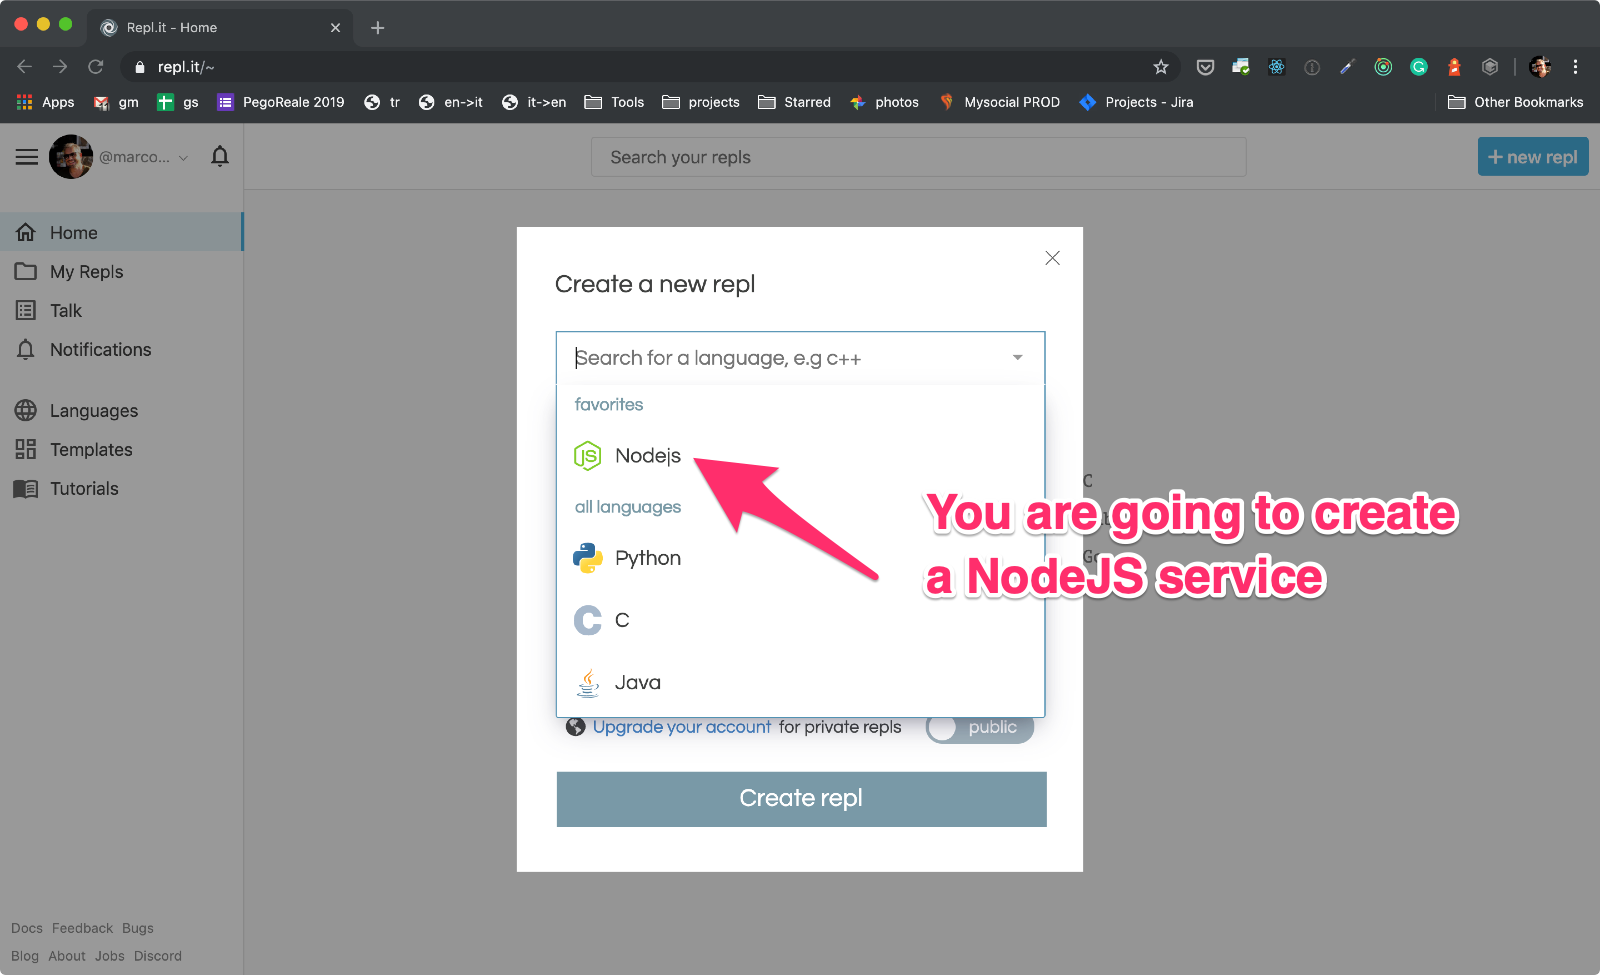 Repl.it - Home
repl.it/~
Apps gm gs PegoReale 2019 tr en->it it->en Tools projects Starred photos Mysocial PROD Projects - Jira Other Bookmarks
@marco...
Search your repls
+ new repl
Home
My Repls
Talk
Notifications
Languages
Templates
Tutorials
Docs Feedback Bugs
Blog About Jobs Discord
Create a new repl
Search for a language, e.g c++
favorites
JS Nodejs
all languages
Python
C C
Java
Upgrade your account for private repls public
Create repl
You are going to create
a NodeJS service